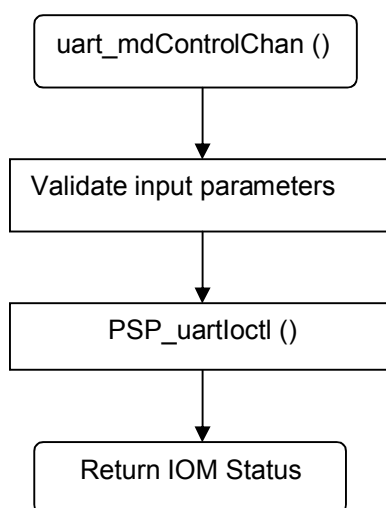 uart_mdControlChan ()
Validate input parameters
PSP_uartIoctl ()
Return IOM Status